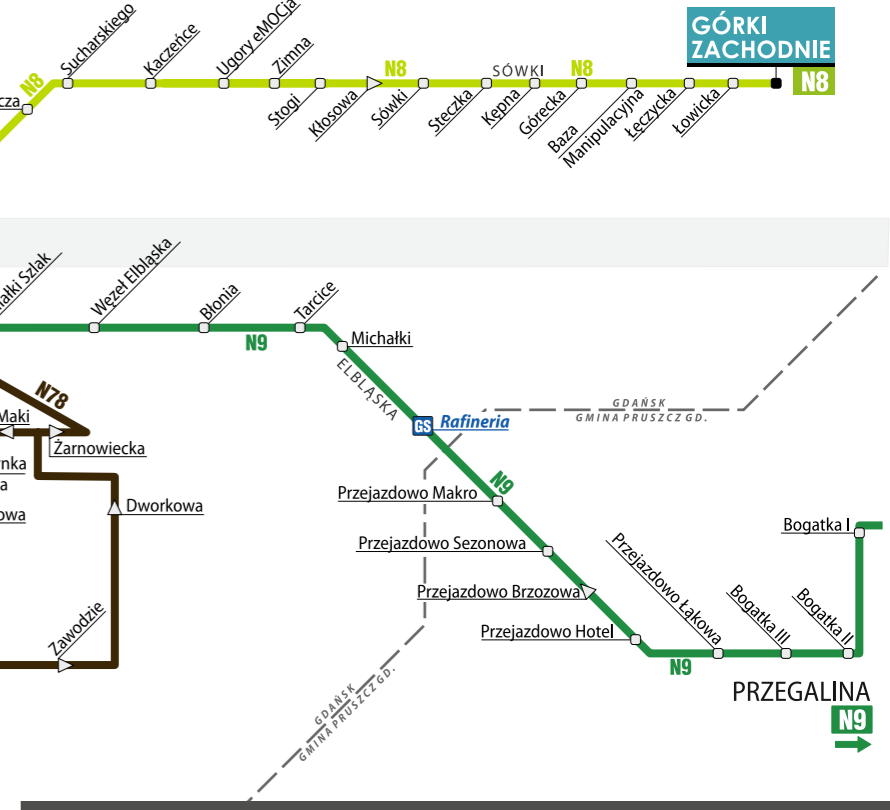 GÓRKI
ZACHODNIE
N8
Sucharskiego
Kaczeńce
Ugory eMOCja
Zimna
N8
N8
SÓWKI
N8
Stogi
Kłosowa
Sówki
Steczka
Kępna
Górecka
Baza
Manipulacyjna
Łęczycka
Łowicka
Węzeł Elbląska
Błonia
Tarcice
N9
Michałki
ELBLĄSKA
GS Rafineria
GDAŃSK
GMINA PRUSZCZ GD.
N78
Maki
Żarnowiecka
Dworkowa
Zawodzie
Przejazdowo Makro
N9
Przejazdowo Sezonowa
Przejazdowo Brzozowa
Przejazdowo Hotel
Przejazdowo Łąkowa
Bogatka III
Bogatka II
Bogatka I
N9
GDAŃSK
GMINA PRUSZCZ GD.
PRZEGALINA
N9